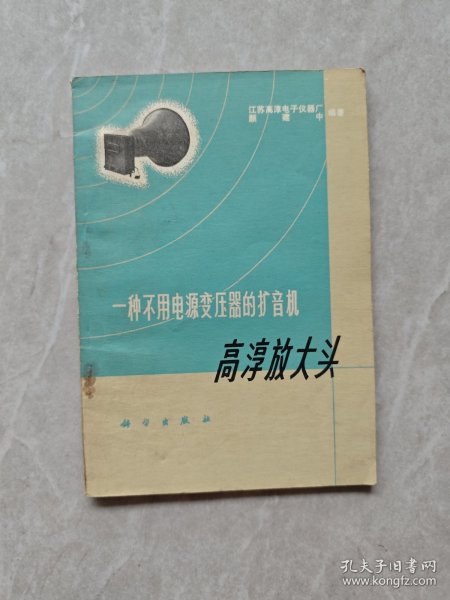 江苏高淳电子仪器厂
颜建中 编著
一种不用电源变压器的扩音机
高淳放大头
科学出版社
孔夫子旧书网
www.kongfz.com